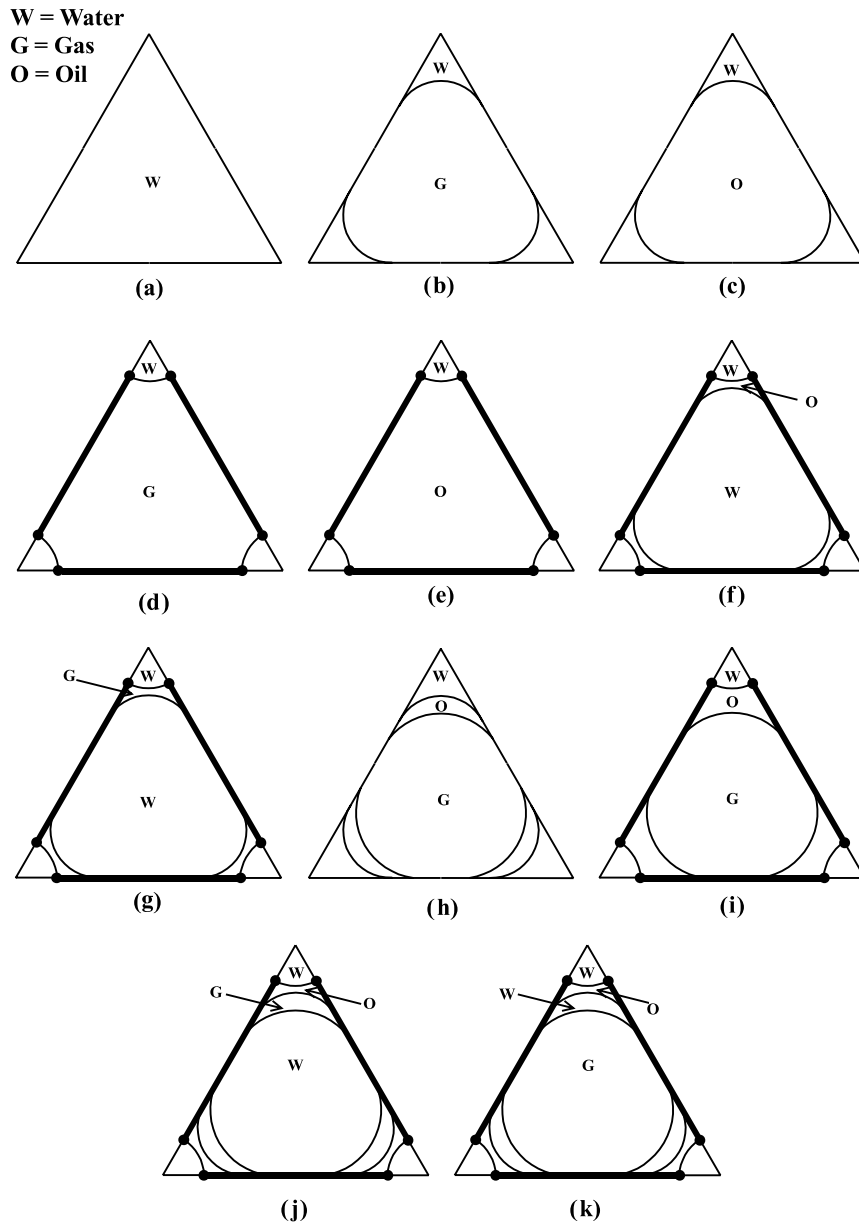 W = Water
G = Gas
O = Oil
W
W
G
W
O
(a)
(b)
(c)
W
G
W
O
W
O
W
(d)
(e)
(f)
G
W
W
W
O
G
W
O
G
(g)
(h)
(i)
W
G
O
W
W
W
O
G
(j)
(k)